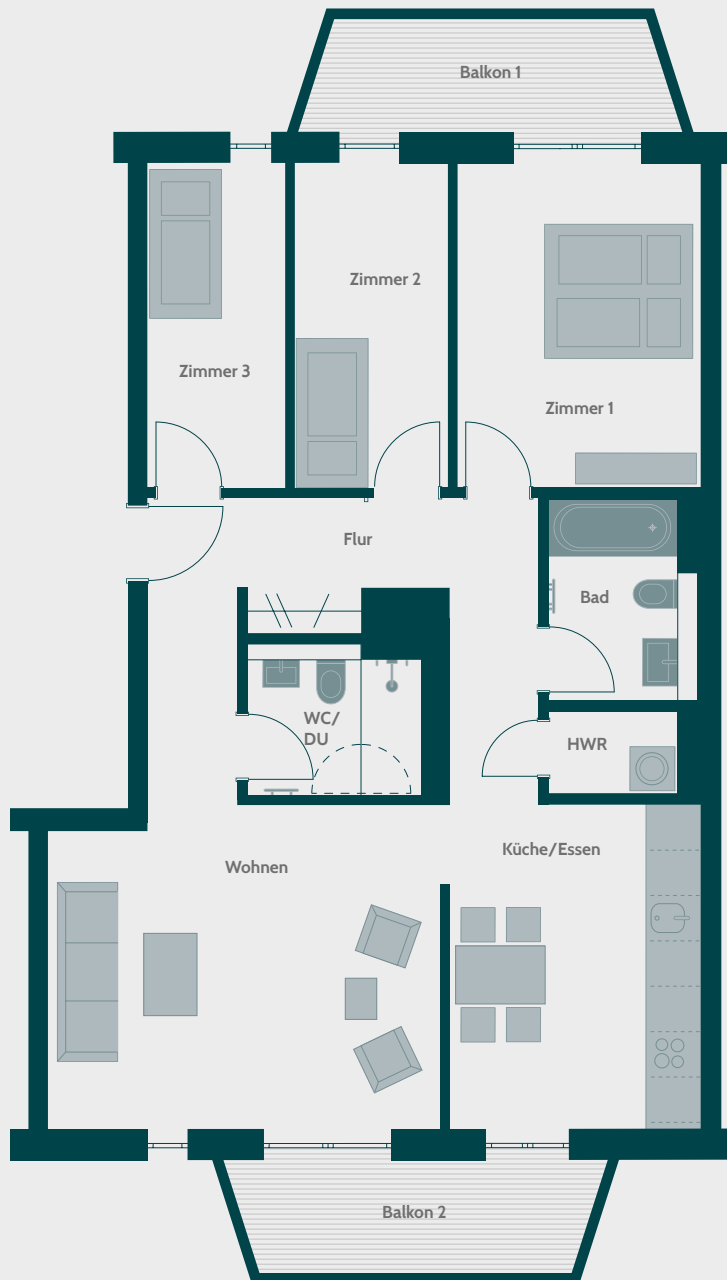 Balkon 1
Zimmer 2
Zimmer 3
Zimmer 1
Flur
Bad
WC/
DU
HWR
Küche/Essen
Wohnen
Balkon 2